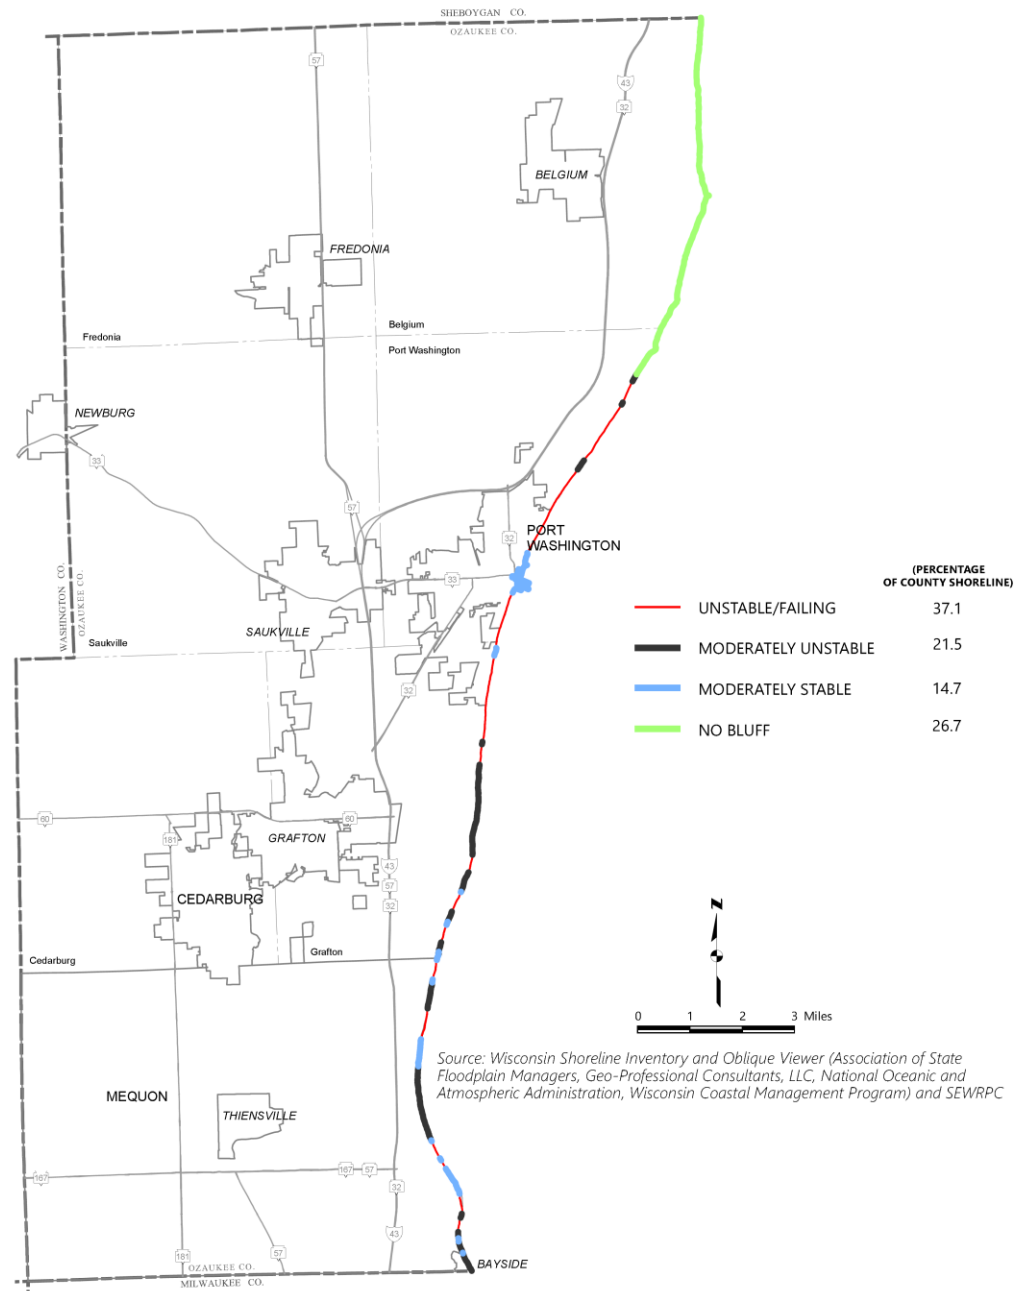 SHEBOYGAN CO.
OZAUKEE CO.
57
43
32
BELGIUM
FREDONIA
Fredonia
Belgium
Port Washington
NEWBURG
33
57
32
PORT
WASHINGTON
33
WASHINGTON CO.
OZAUKEE CO.
SAUKVILLE
Saukville
32
(PERCENTAGE
OF COUNTY SHORELINE)
UNSTABLE/FAILING 37.1
MODERATELY UNSTABLE 21.5
MODERATELY STABLE 14.7
NO BLUFF 26.7
60
181
60
GRAFTON
43
57
32
CEDARBURG
Cedarburg
Grafton
N
0 1 2 3 Miles
Source: Wisconsin Shoreline Inventory and Oblique Viewer (Association of State
Floodplain Managers, Geo-Professional Consultants, LLC, National Oceanic and
Atmospheric Administration, Wisconsin Coastal Management Program) and SEWRPC
MEQUON
THIENSVILLE
167
167
57
32
43
181
57
BAYSIDE
OZAUKEE CO.
MILWAUKEE CO.